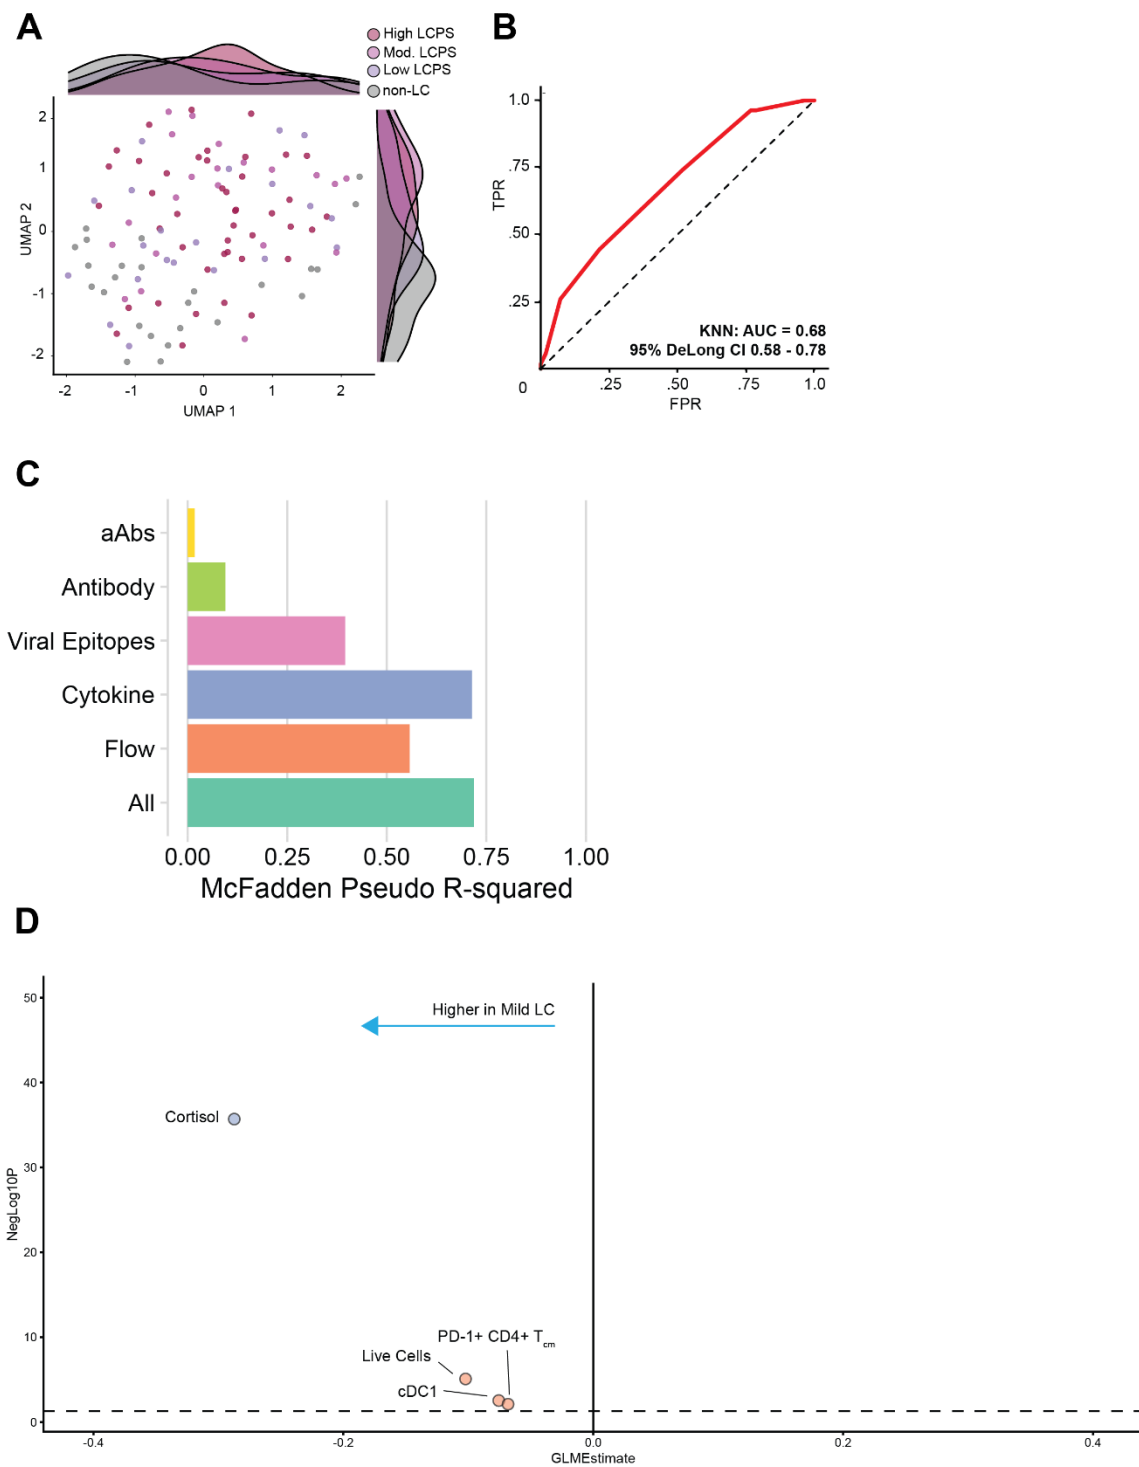 A
High LCPS
Mod. LCPS
Low LCPS
non-LC
2
1
0
-1
-2
UMAP 2
-2
-1
0
1
2
UMAP 1
B
1.0
.75
.50
.25
TPR
KNN: AUC = 0.68
95% DeLong CI 0.58 - 0.78
0
.25
.50
.75
1.0
FPR
C
aAbs
Antibody
Viral Epitopes
Cytokine
Flow
All
0.00
0.25
0.50
0.75
1.00
McFadden Pseudo R-squared
D
50
40
30
20
10
0
NegLog10P
Higher in Mild LC
Cortisol
PD-1+ CD4+ Tcm
Live Cells
cDC1
-0.4
-0.2
0.0
0.2
0.4
GLMEstimate